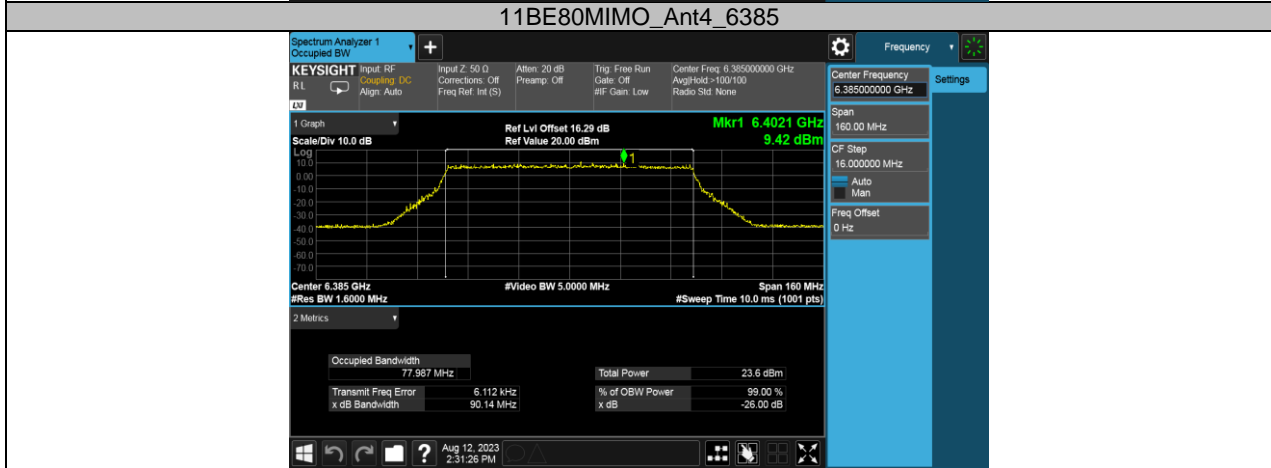 11BE80MIMO_Ant4_6385
Spectrum Analyzer 1
Occupied BW
+
Frequency
KEYSIGHT
RL
LXI
Input: RF
Coupling: DC
Align: Auto
Input Z: 50 Ω
Corrections: Off
Freq Ref: Int (S)
Atten: 20 dB
Preamp: Off
Trig: Free Run
Gate: Off
#IF Gain: Low
Center Freq: 6.385000000 GHz
Avg|Hold:>100/100
Radio Std: None
Center Frequency
6.385000000 GHz
Settings
Span
160.00 MHz
CF Step
16.000000 MHz
Auto
Man
Freq Offset
0 Hz
1 Graph
Scale/Div 10.0 dB
Ref Lvl Offset 16.29 dB
Ref Value 20.00 dBm
Mkr1 6.4021 GHz
9.42 dBm
Log
10.0
0.00
-10.0
-20.0
-30.0
-40.0
-50.0
-60.0
-70.0
1
Center 6.385 GHz
#Video BW 5.0000 MHz
Span 160 MHz
#Res BW 1.6000 MHz
#Sweep Time 10.0 ms (1001 pts)
2 Metrics
Occupied Bandwidth
77.987 MHz
Total Power 23.6 dBm
Transmit Freq Error 6.112 kHz
% of OBW Power 99.00 %
x dB Bandwidth 90.14 MHz
x dB -26.00 dB
?
Aug 12, 2023
2:31:26 PM